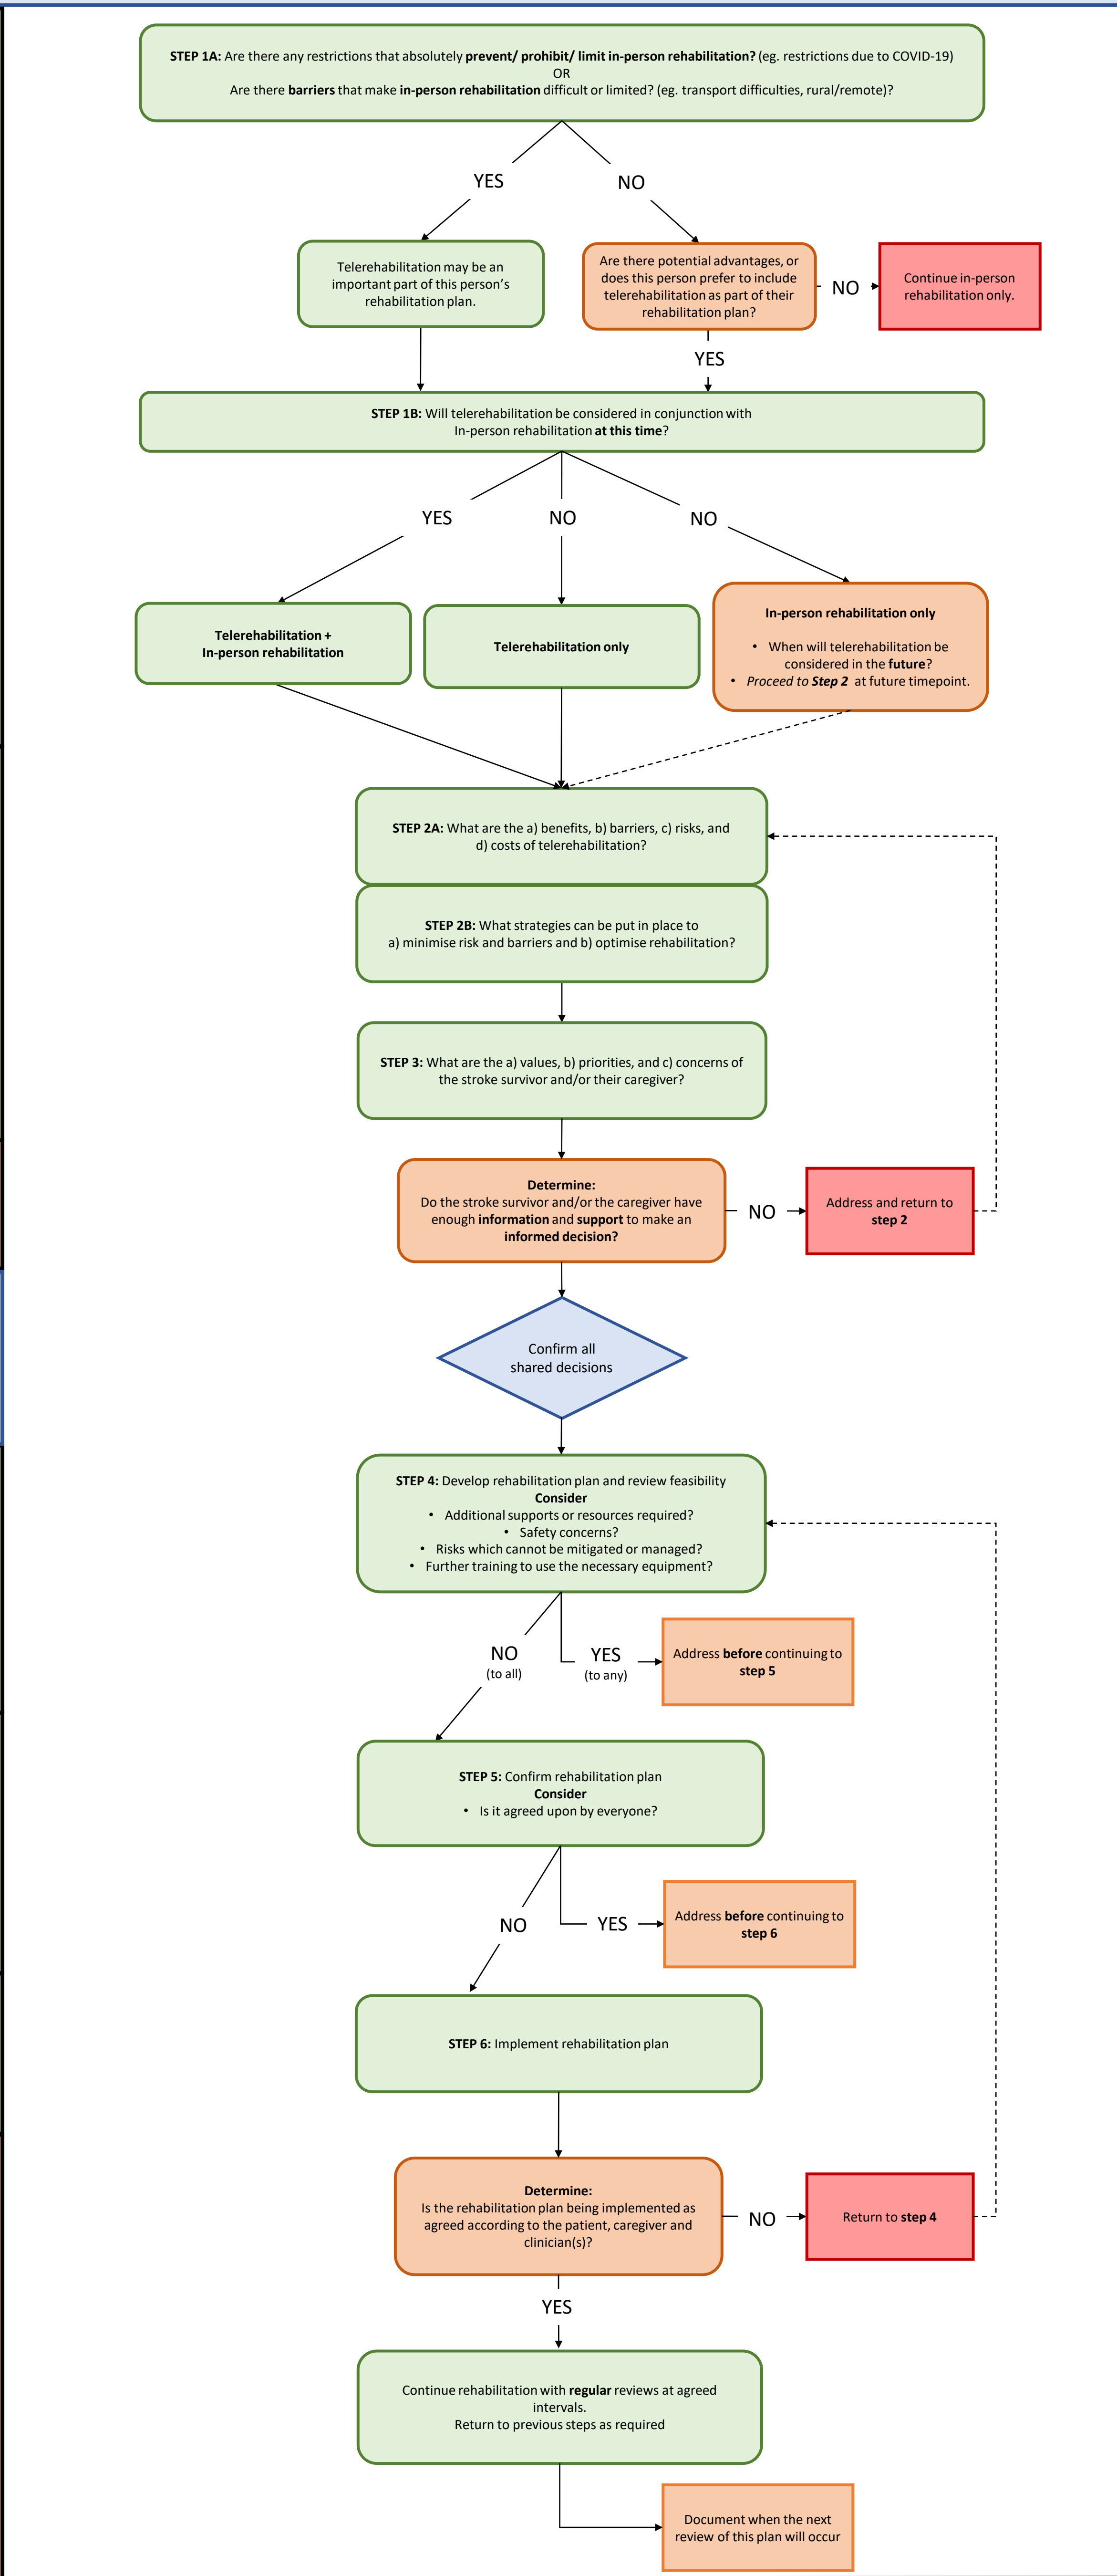 STEP 1A: Are there any restrictions that absolutely prevent/ prohibit/ limit in-person rehabilitation? (eg. restrictions due to COVID-19)
OR
Are there barriers that make in-person rehabilitation difficult or limited? (eg. transport difficulties, rural/remote)?
YES
NO
Telerehabilitation may be an
important part of this person's
rehabilitation plan.
Are there potential advantages, or
does this person prefer to include
telerehabilitation as part of their
rehabilitation plan?
NO
Continue in-person
rehabilitation only.
YES
STEP 1B: Will telerehabilitation be considered in conjunction with
In-person rehabilitation at this time?
YES
NO
NO
Telerehabilitation +
In-person rehabilitation
Telerehabilitation only
In-person rehabilitation only
• When will telerehabilitation be
considered in the future?
• Proceed to Step 2 at future timepoint.
STEP 2A: What are the a) benefits, b) barriers, c) risks, and
d) costs of telerehabilitation?
STEP 2B: What strategies can be put in place to
a) minimise risk and barriers and b) optimise rehabilitation?
STEP 3: What are the a) values, b) priorities, and c) concerns of
the stroke survivor and/or their caregiver?
Determine:
Do the stroke survivor and/or the caregiver have
enough information and support to make an
informed decision?
NO
Address and return to
step 2
Confirm all
shared decisions
STEP 4: Develop rehabilitation plan and review feasibility
Consider
• Additional supports or resources required?
• Safety concerns?
• Risks which cannot be mitigated or managed?
• Further training to use the necessary equipment?
NO
(to all)
YES
(to any)
Address before continuing to
step 5
STEP 5: Confirm rehabilitation plan
Consider
• Is it agreed upon by everyone?
NO
YES
Address before continuing to
step 6
STEP 6: Implement rehabilitation plan
Determine:
Is the rehabilitation plan being implemented as
agreed according to the patient, caregiver and
clinician(s)?
NO
Return to step 4
YES
Continue rehabilitation with regular reviews at agreed
intervals.
Return to previous steps as required
Document when the next
review of this plan will occur